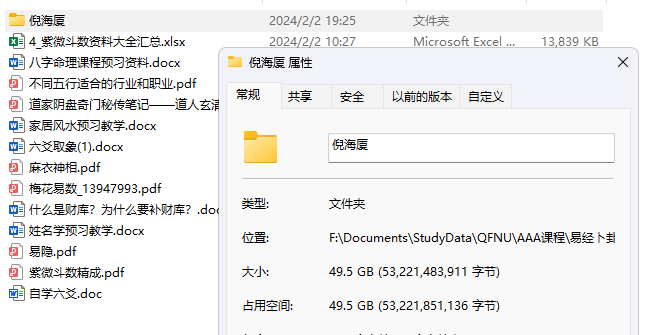 倪海厦 2024/2/2 19:25 文件夹
4_紫微斗数资料大全汇总.xlsx 2024/2/2 10:27 Microsoft Excel ... 13,839 KB
八字命理课程预习资料.docx
不同五行适合的行业和职业.pdf
道家阴盘奇门秘传笔记——道人玄清
家居风水预习教学.docx
六爻取象(1).docx
麻衣神相.pdf
梅花易数_13947993.pdf
什么是财库？为什么要补财库？.do
姓名学预习教学.docx
易隐.pdf
紫微斗数精成.pdf
自学六爻.doc
倪海厦 属性
常规 共享 安全 以前的版本 自定义
倪海厦
类型: 文件夹
位置: F:\Documents\StudyData\QFNU\AAA课程\易经卜卦
大小: 49.5 GB (53,221,483,911 字节)
占用空间: 49.5 GB (53,221,851,136 字节)